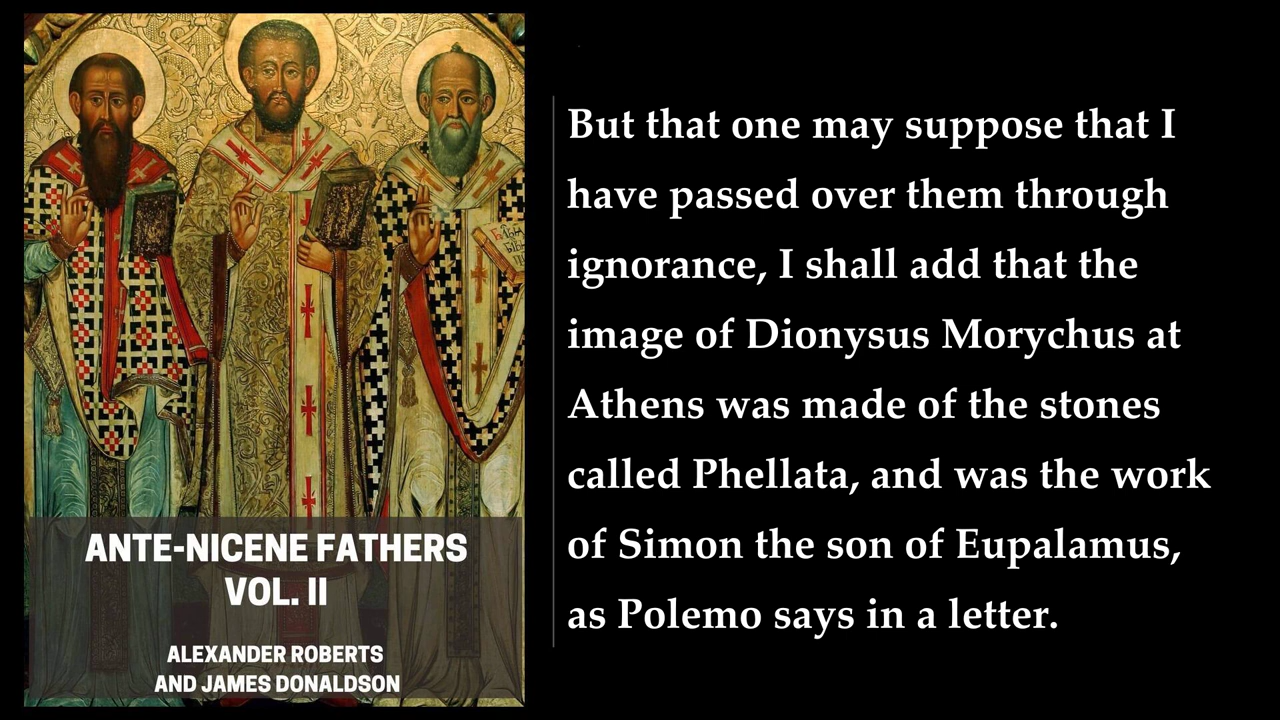 But that one may suppose that I
have passed over them through
ignorance, I shall add that the
image of Dionysus Morychus at
Athens was made of the stones
called Phellata, and was the work
of Simon the son of Eupalamus,
as Polemo says in a letter.
ANTE-NICENE FATHERS
VOL. II
ALEXANDER ROBERTS
AND JAMES DONALDSON